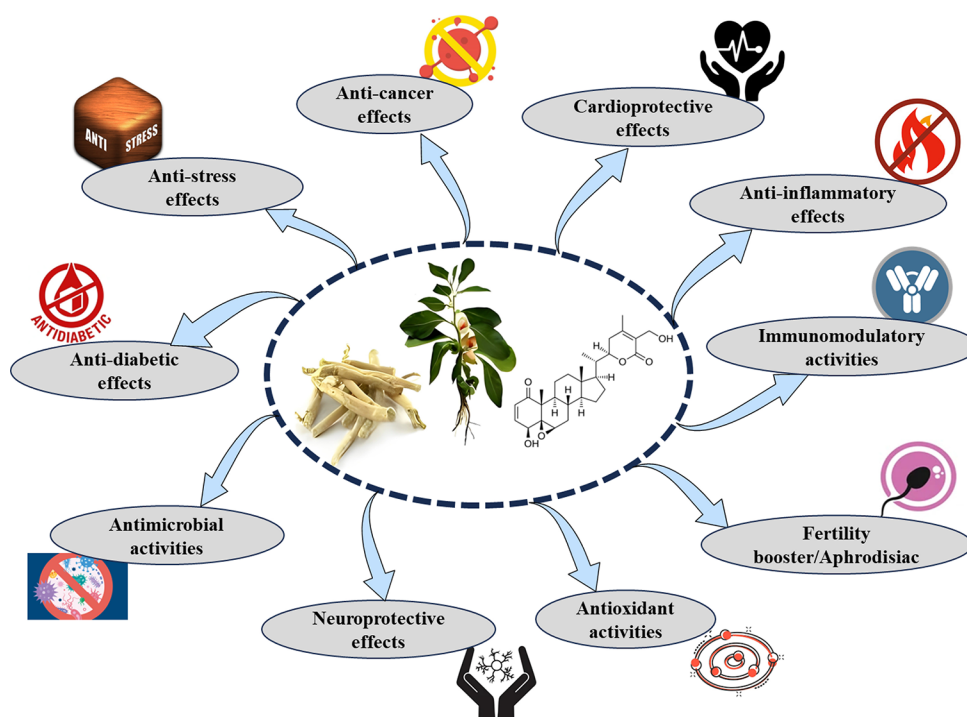 Anti-cancer
effects
Cardioprotective
effects
ANTI STRESS
Anti-stress
effects
Anti-inflammatory
effects
ANTIDIABETIC
Anti-diabetic
effects
Immunomodulatory
activities
O
H
OH
O
O
O
H
H
H
H
O
OH
Antimicrobial
activities
Fertility
booster/Aphrodisiac
Neuroprotective
effects
Antioxidant
activities